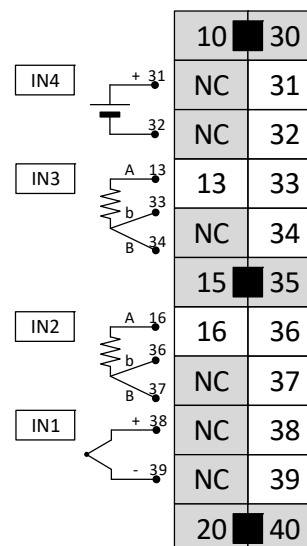 10 30
IN4 + 31 NC 31
32 NC 32
IN3 A 13 13 33
b 33 NC 34
B 34
15 35
IN2 A 16 16 36
b 36 NC 37
B 37
IN1 + 38 NC 38
- 39 NC 39
20 40